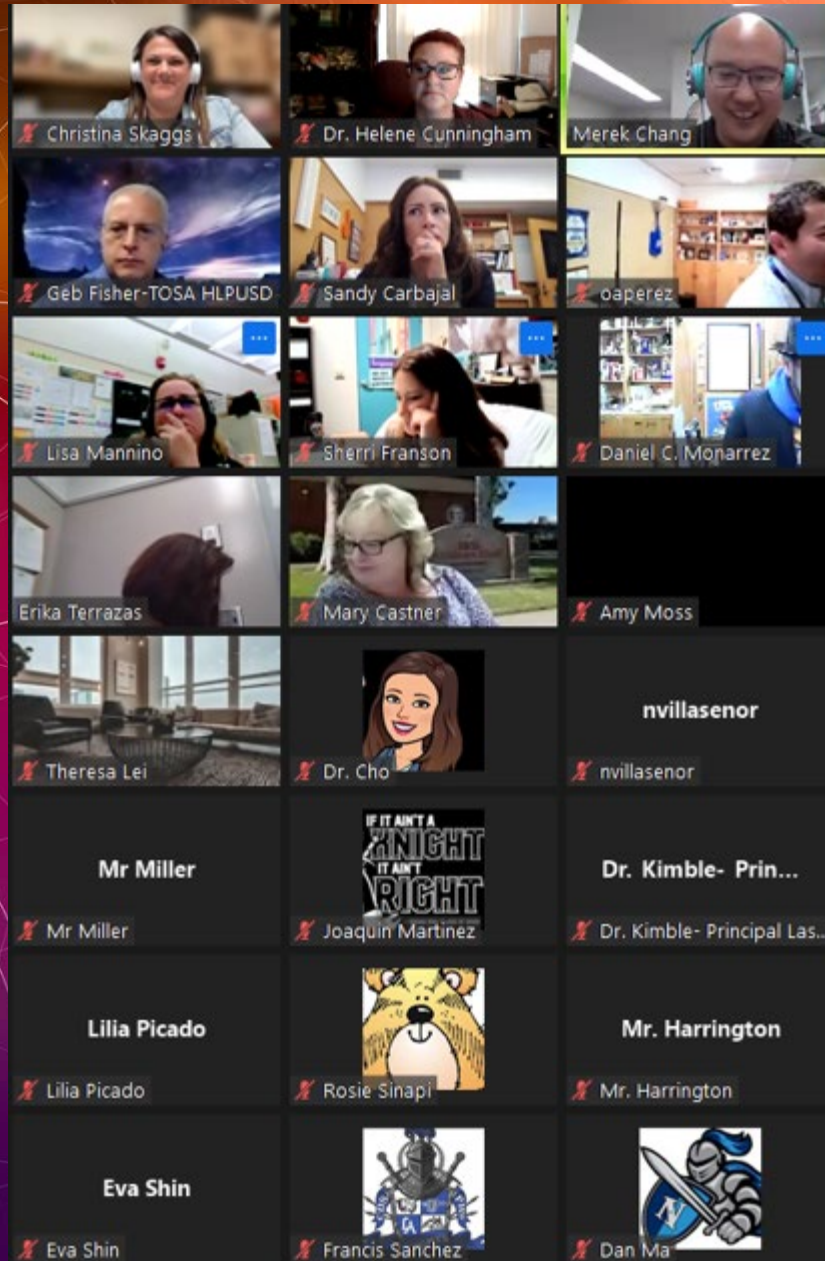 Christina Skaggs
Dr. Helene Cunningham
Merek Chang
Geb Fisher-TOSA HLPUSD
Sandy Carbajal
oaperez
Lisa Mannino
Sherri Franson
Daniel C. Monarrez
Erika Terrazas
Mary Castner
Amy Moss
Theresa Lei
Dr. Cho
nvillasenor
nvillasenor
Mr Miller
Mr Miller
IF IT AIN'T A
KNIGHT
IT AIN'T
RIGHT
Joaquin Martinez
Dr. Kimble- Prin...
Dr. Kimble- Principal Las...
Lilia Picado
Lilia Picado
Rosie Sinapi
Mr. Harrington
Mr. Harrington
Eva Shin
Eva Shin
Francis Sanchez
N
Dan Ma